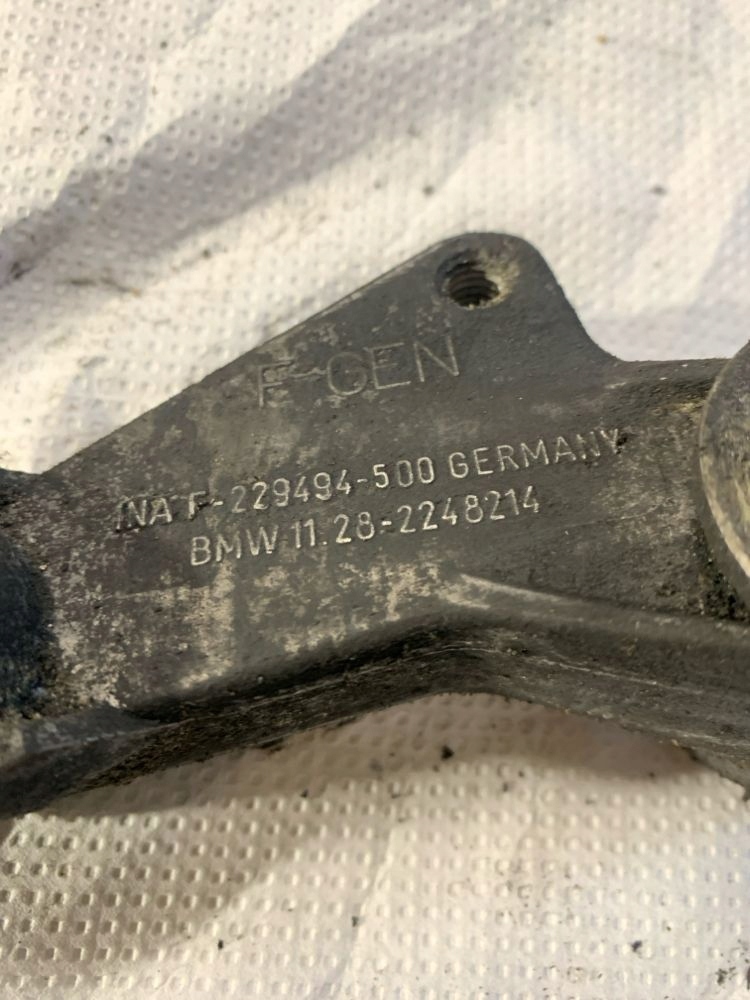 F-GEN
INA F-229494-500 GERMANY
BMW 11.28-2248214